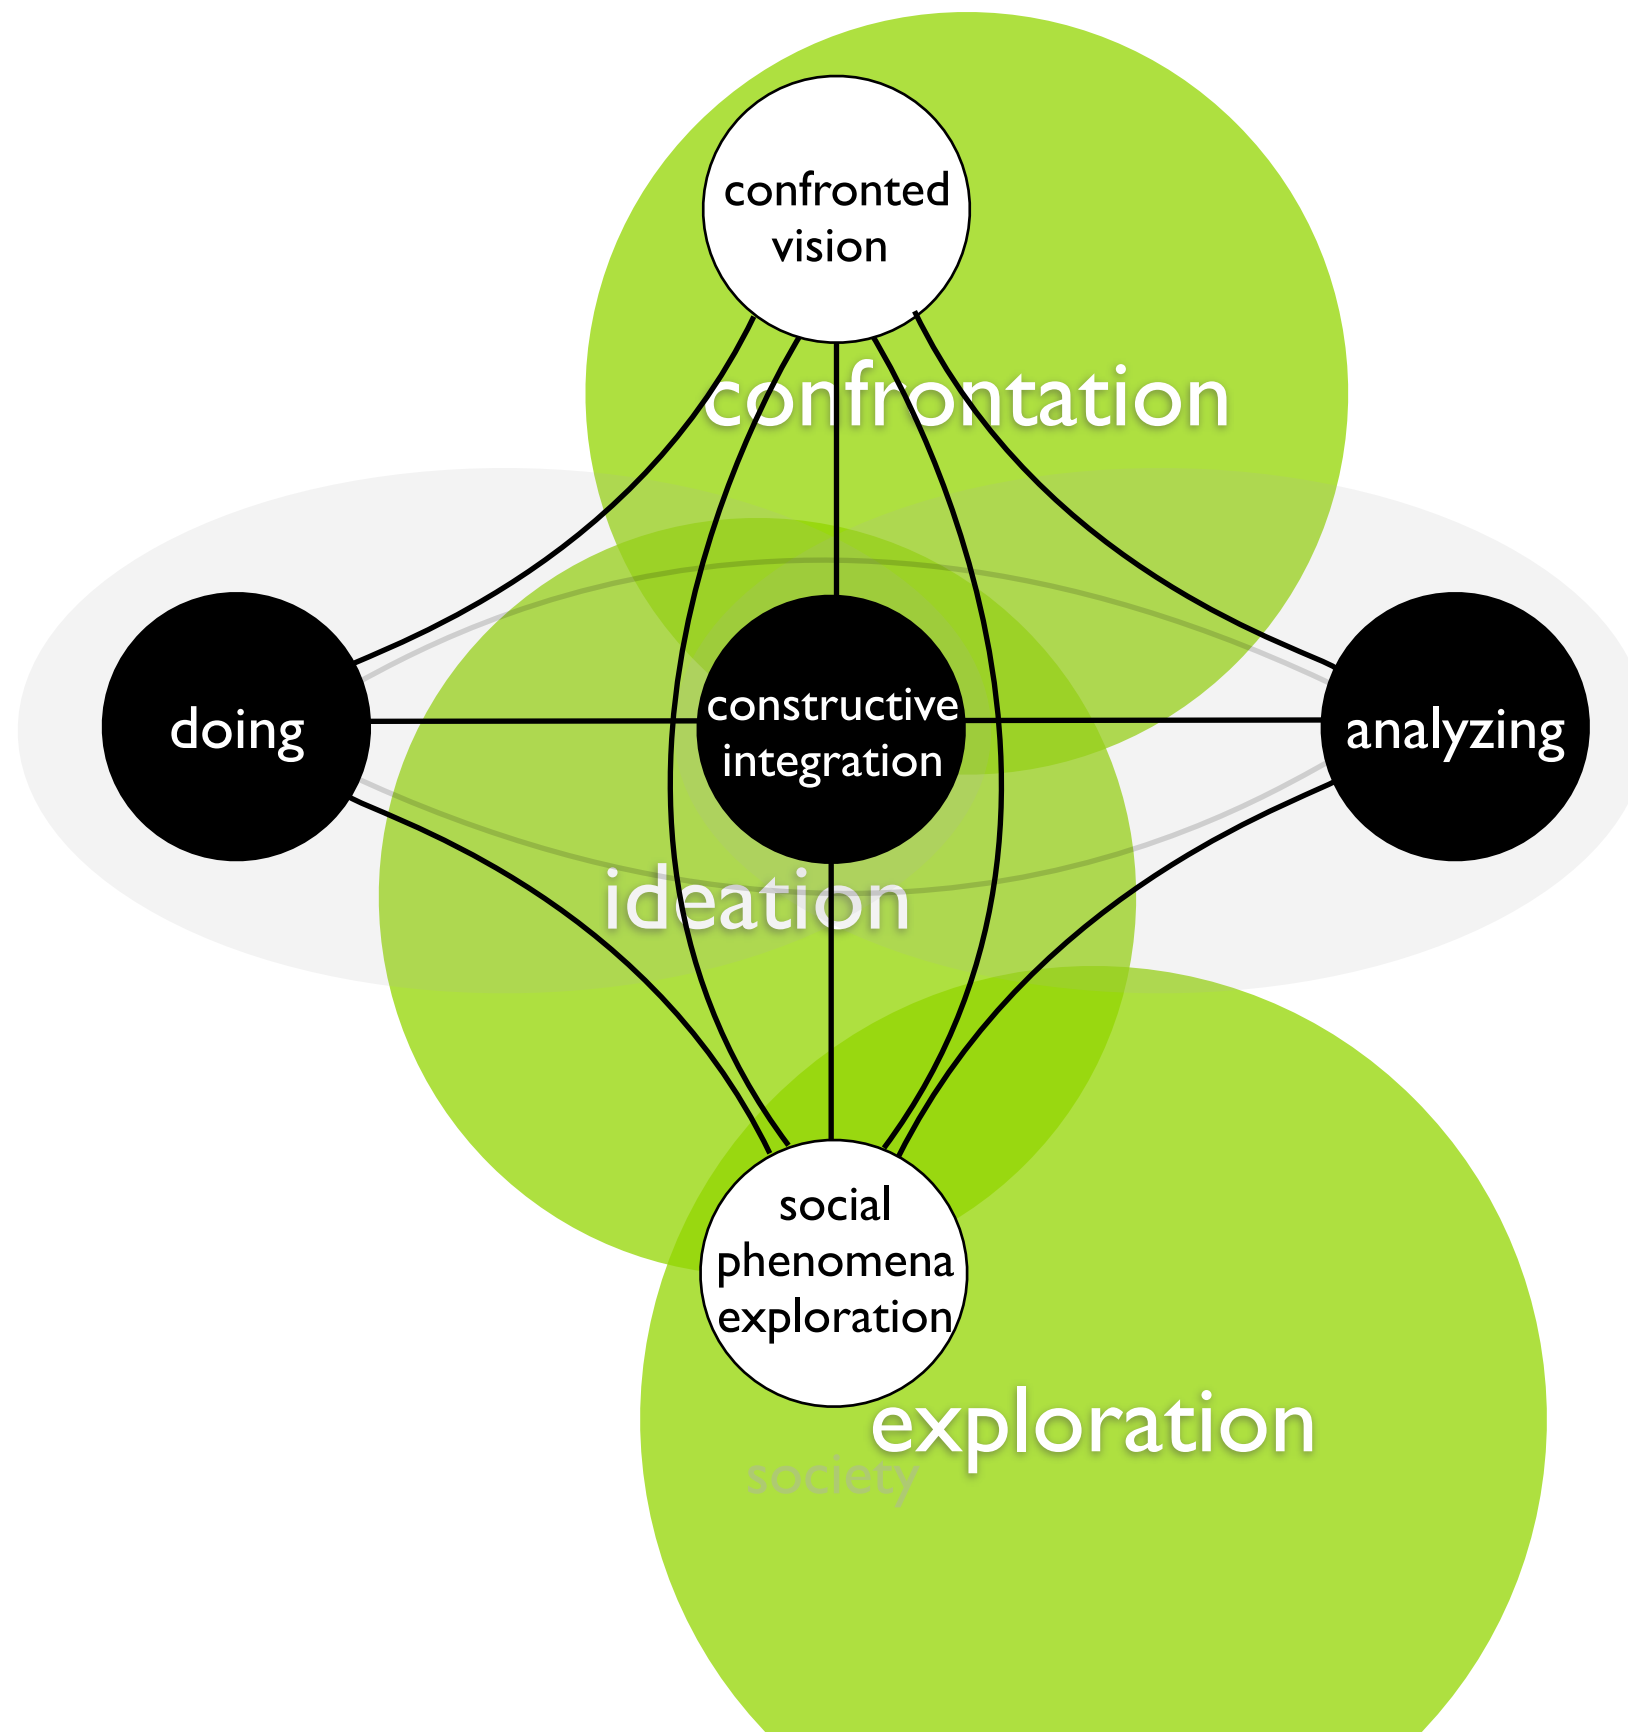 confronted
vision
confrontation
doing
constructive
integration
analyzing
ideation
social
phenomena
exploration
exploration
society